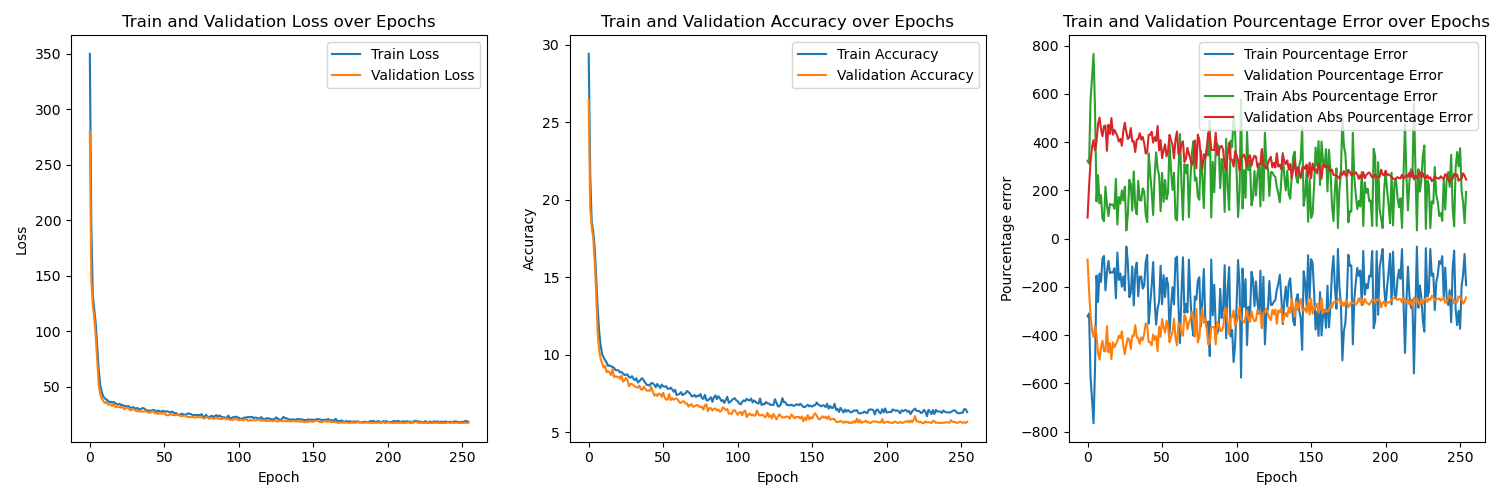 Train and Validation Loss over Epochs
350
300
250
200
150
100
50
0
50
100
150
200
250
Loss
Epoch
Train Loss
Validation Loss
Train and Validation Accuracy over Epochs
30
25
20
15
10
5
0
50
100
150
200
250
Accuracy
Epoch
Train Accuracy
Validation Accuracy
Train and Validation Pourcentage Error over Epochs
800
600
400
200
0
−200
−400
−600
−800
0
50
100
150
200
250
Pourcentage error
Epoch
Train Pourcentage Error
Validation Pourcentage Error
Train Abs Pourcentage Error
Validation Abs Pourcentage Error